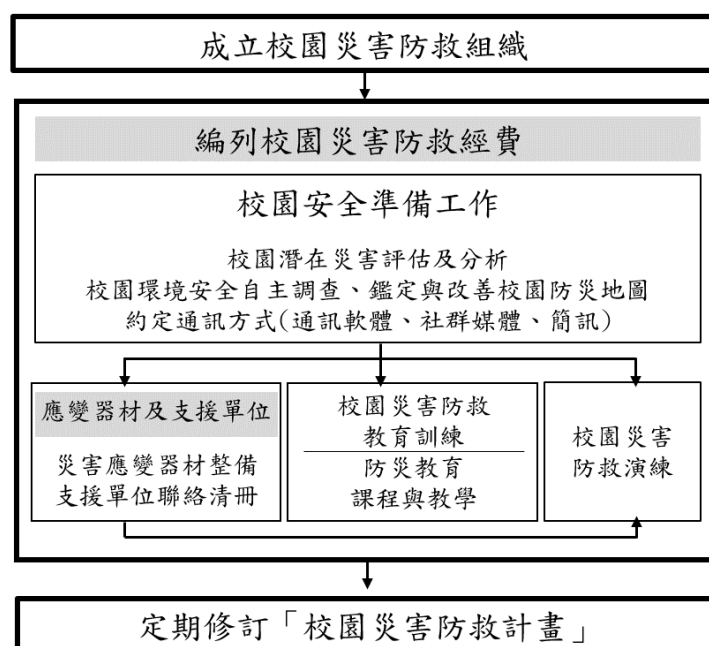 成立校園災害防救組織
編列校園災害防救經費
校園安全準備工作
校園潛在災害評估及分析
校園環境安全自主調查、鑑定與改善校園防災地圖
約定通訊方式(通訊軟體、社群媒體、簡訊)
應變器材及支援單位
災害應變器材整備
支援單位聯絡清冊
校園災害防救
教育訓練
防災教育
課程與教學
校園災害
防救演練
定期修訂「校園災害防救計畫」